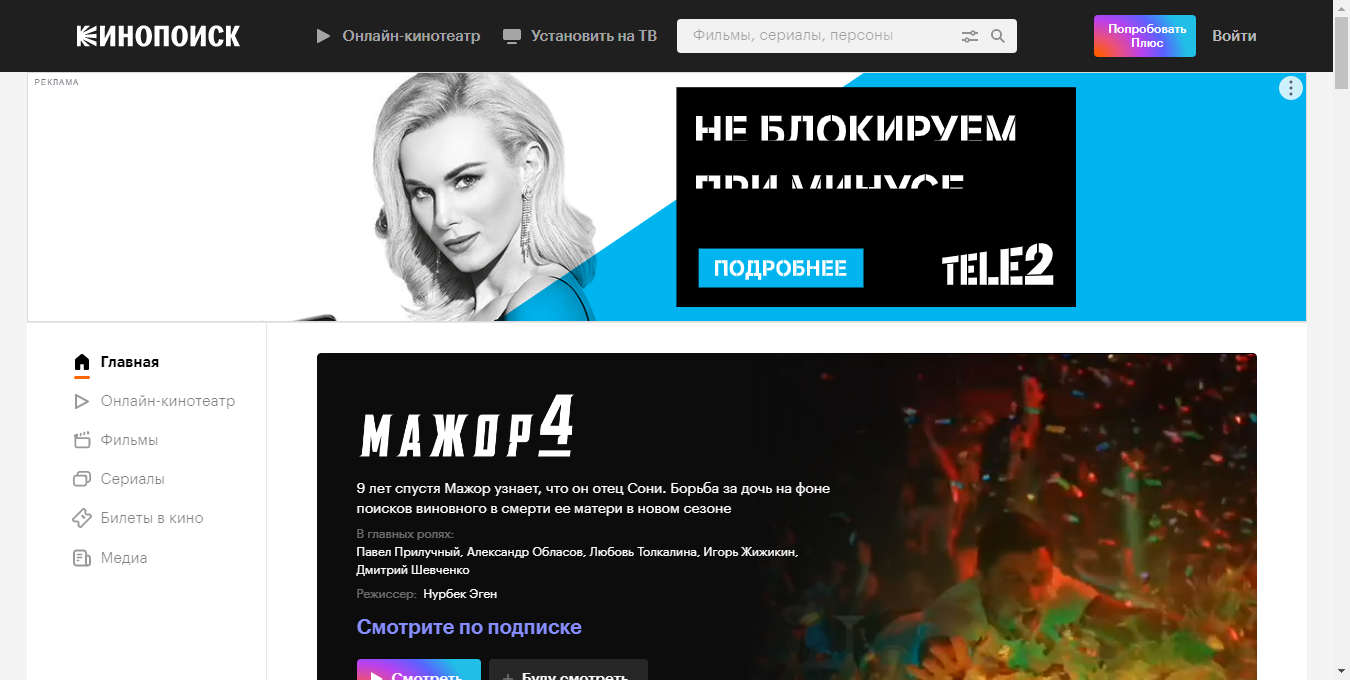 КИНОПОИСК
Онлайн-кинотеатр
Установить на ТВ
Фильмы, сериалы, персоны
Попробовать
Плюс
Войти
РЕКЛАМА
НЕ БЛОКИРУЕМ
ПРИ МИНУСЕ
ПОДРОБНЕЕ
TELE2
Главная
Онлайн-кинотеатр
Фильмы
Сериалы
Билеты в кино
Медиа
МАЖОР 4
9 лет спустя Мажор узнает, что он отец Сони. Борьба за дочь на фоне
поисков виновного в смерти ее матери в новом сезоне
В главных ролях:
Павел Прилучный, Александр Обласов, Любовь Толкалина, Игорь Жижикин,
Дмитрий Шевченко
Режиссер: Нурбек Эген
Смотрите по подписке
Смотреть
Буду смотреть